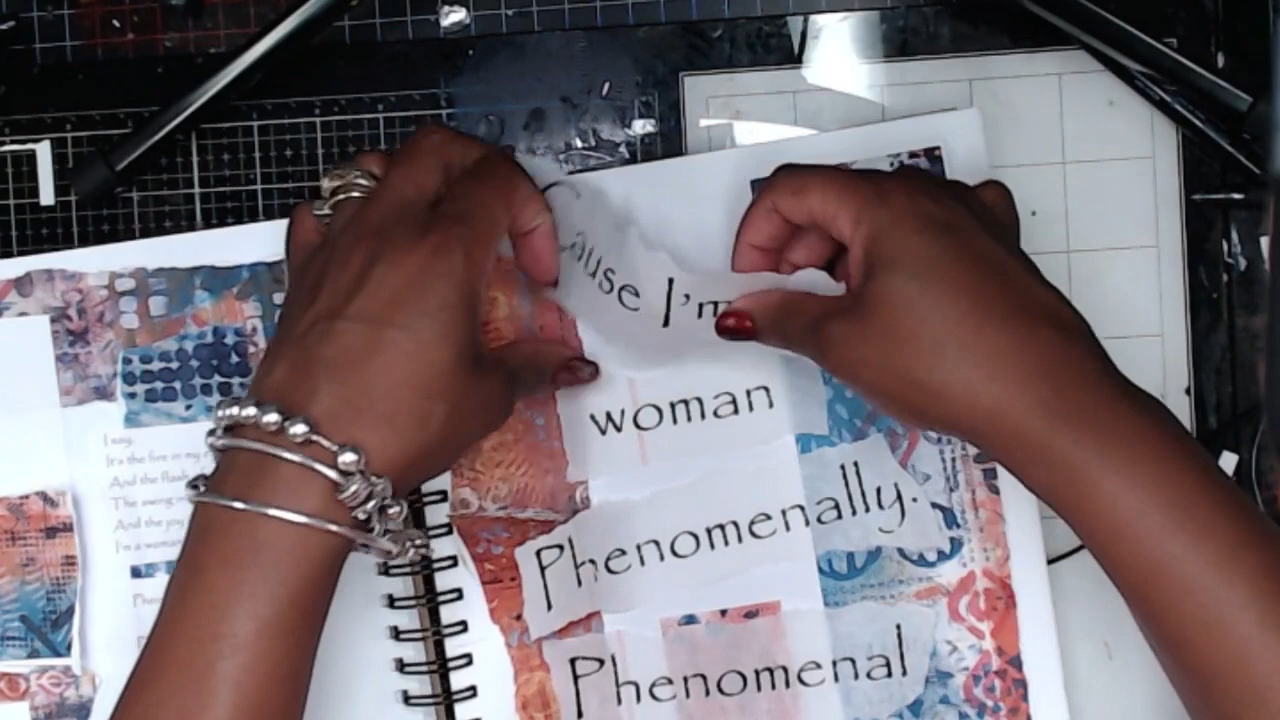 I say,
It's the fire in my
And the flash
The swing
And the joy
I'm a woman
'Cause I'm
woman
Phenomenally.
Phenomenal